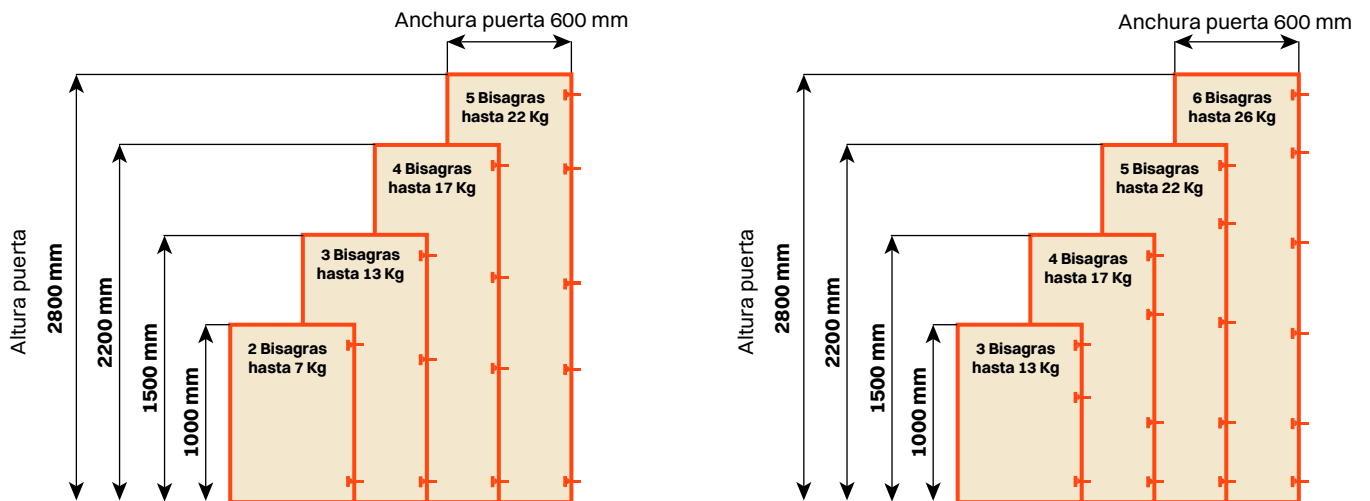 Anchura puerta 600 mm
5 Bisagras
hasta 22 Kg
4 Bisagras
hasta 17 Kg
3 Bisagras
hasta 13 Kg
2 Bisagras
hasta 7 Kg
Altura puerta
2800 mm
2200 mm
1500 mm
1000 mm
Anchura puerta 600 mm
6 Bisagras
hasta 26 Kg
5 Bisagras
hasta 22 Kg
4 Bisagras
hasta 17 Kg
3 Bisagras
hasta 13 Kg
Altura puerta
2800 mm
2200 mm
1500 mm
1000 mm